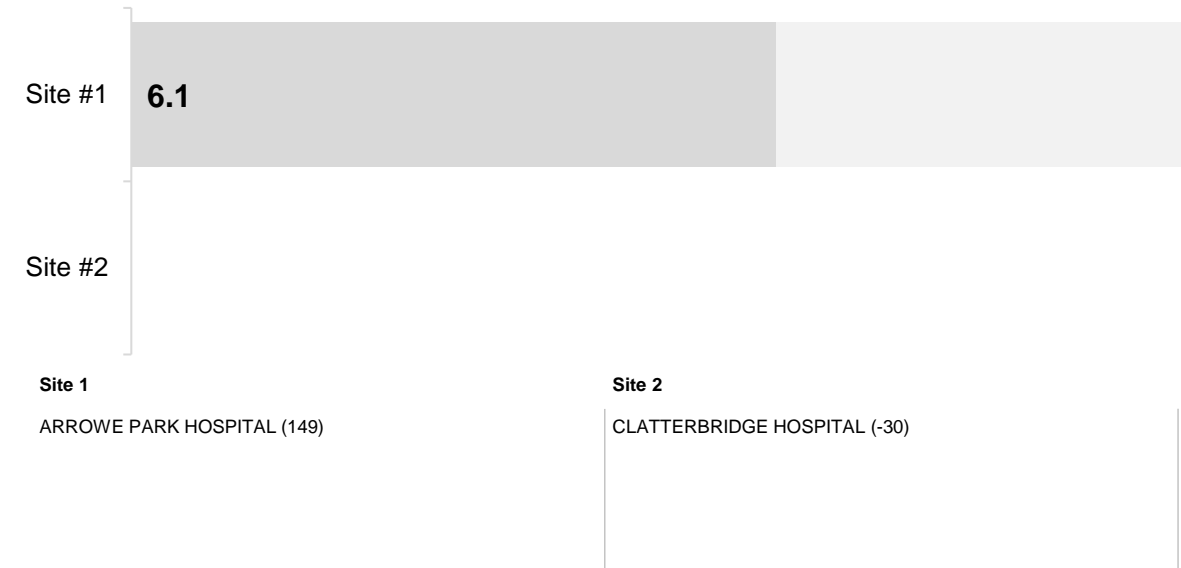 Site #1
6.1
Site #2
Site 1
Site 2
ARROWE PARK HOSPITAL (149)
CLATTERBRIDGE HOSPITAL (-30)